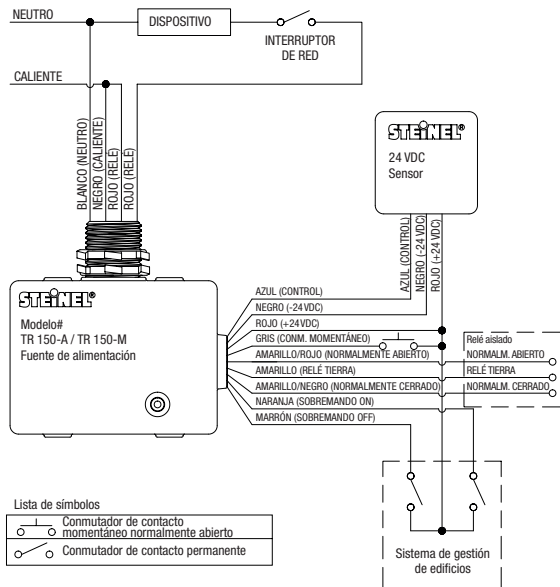 NEUTRO
DISPOSITIVO
INTERRUPTOR
DE RED
CALIENTE
BLANCO (NEUTRO)
NEGRO (CALIENTE)
ROJO (RELÉ)
ROJO (RELÉ)
STEINEL®
24 VDC
Sensor
AZUL (CONTROL)
NEGRO (-24 VDC)
ROJO (+24 VDC)
STEINEL®
Modelo#
TR 150-A / TR 150-M
Fuente de alimentación
AZUL (CONTROL)
NEGRO (-24VDC)
ROJO (+24VDC)
GRIS (CONM. MOMENTÁNEO)
AMARILLO/ROJO (NORMALMENTE ABIERTO)
AMARILLO (RELÉ TIERRA)
AMARILLO/NEGRO (NORMALMENTE CERRADO)
NARANJA (SOBREMANDO ON)
MARRÓN (SOBREMANDO OFF)
Relé aislado
NORMALM. ABIERTO
RELÉ TIERRA
NORMALM. CERRADO
Sistema de gestión
de edificios
Lista de símbolos
Conmutador de contacto
momentáneo normalmente abierto
Conmutador de contacto permanente